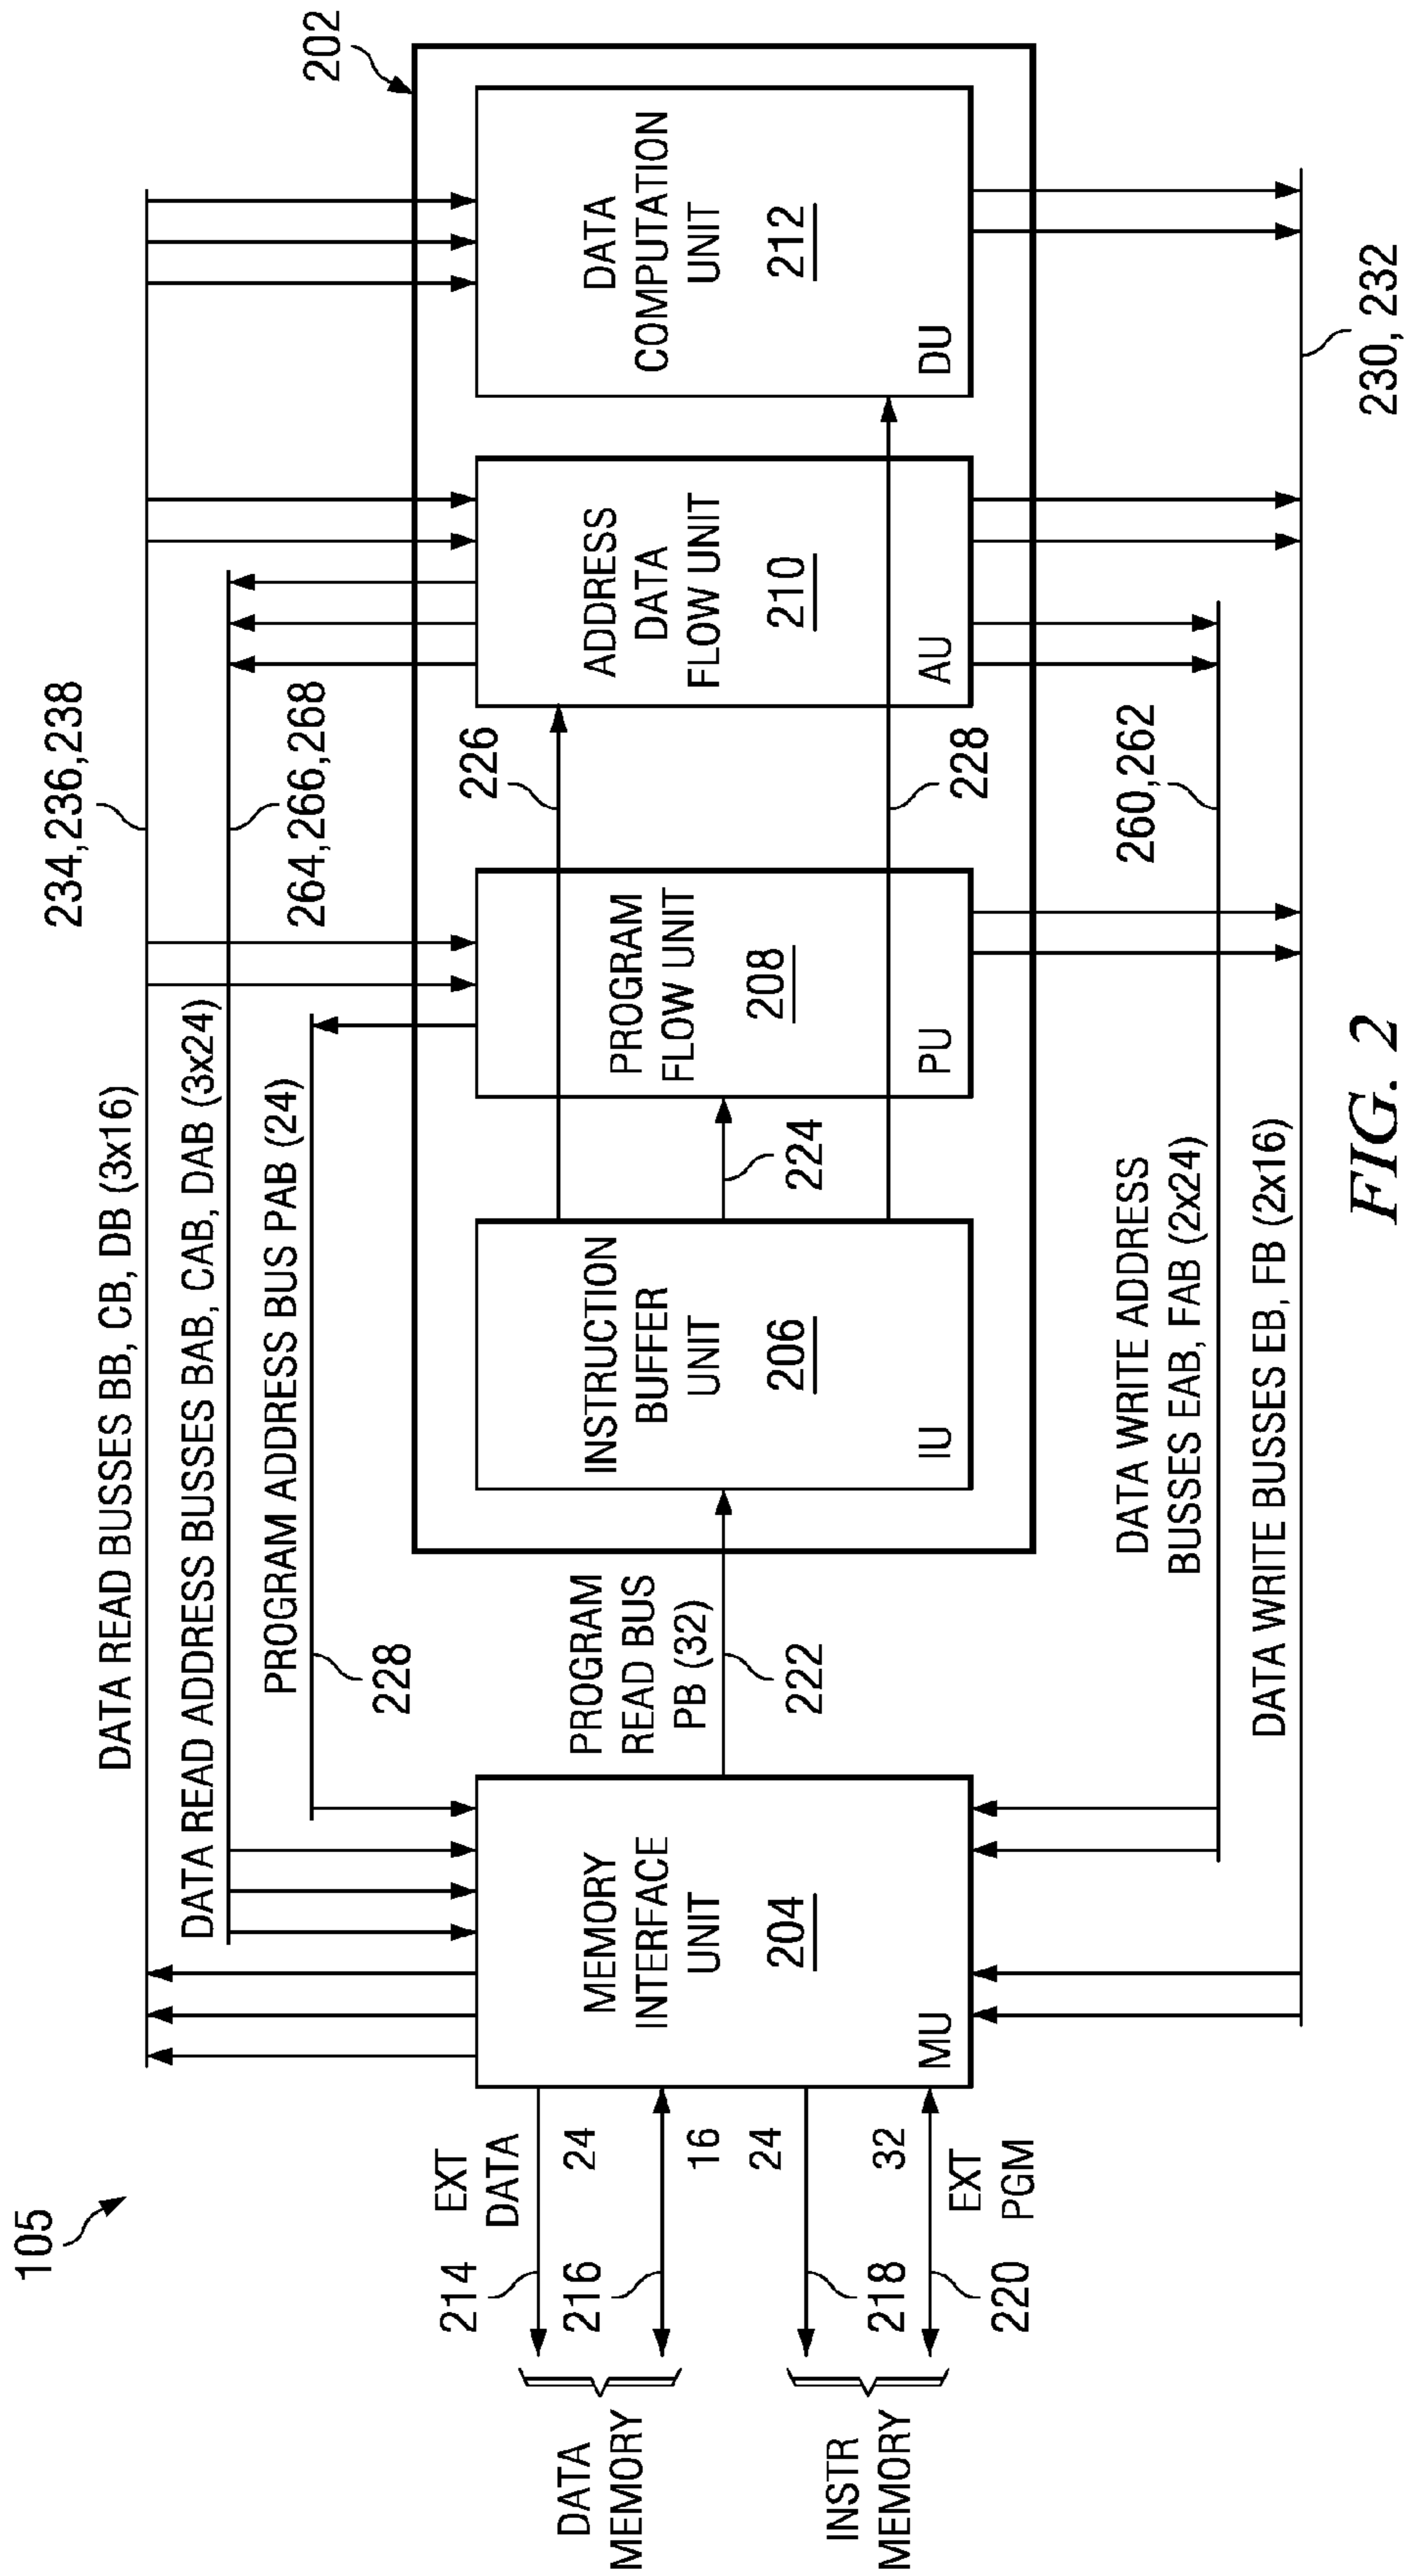 105
202
234,236,238
DATA READ BUSSES BB, CB, DB (3x16)
264,266,268
DATA READ ADDRESS BUSSES BAB, CAB, DAB (3x24)
PROGRAM ADDRESS BUS PAB (24)
228
EXT
DATA
214
24
216
16
24
218
32
220
EXT
PGM
DATA
MEMORY
INSTR
MEMORY
MEMORY
INTERFACE
UNIT
204
MU
PROGRAM
READ BUS
PB (32)
222
INSTRUCTION
BUFFER
UNIT
206
IU
224
PROGRAM
FLOW UNIT
208
PU
226
228
ADDRESS
DATA
FLOW UNIT
210
AU
DATA
COMPUTATION
UNIT
212
DU
DATA WRITE ADDRESS
BUSSES EAB, FAB (2x24)
260,262
DATA WRITE BUSSES EB, FB (2x16)
230, 232
FIG. 2